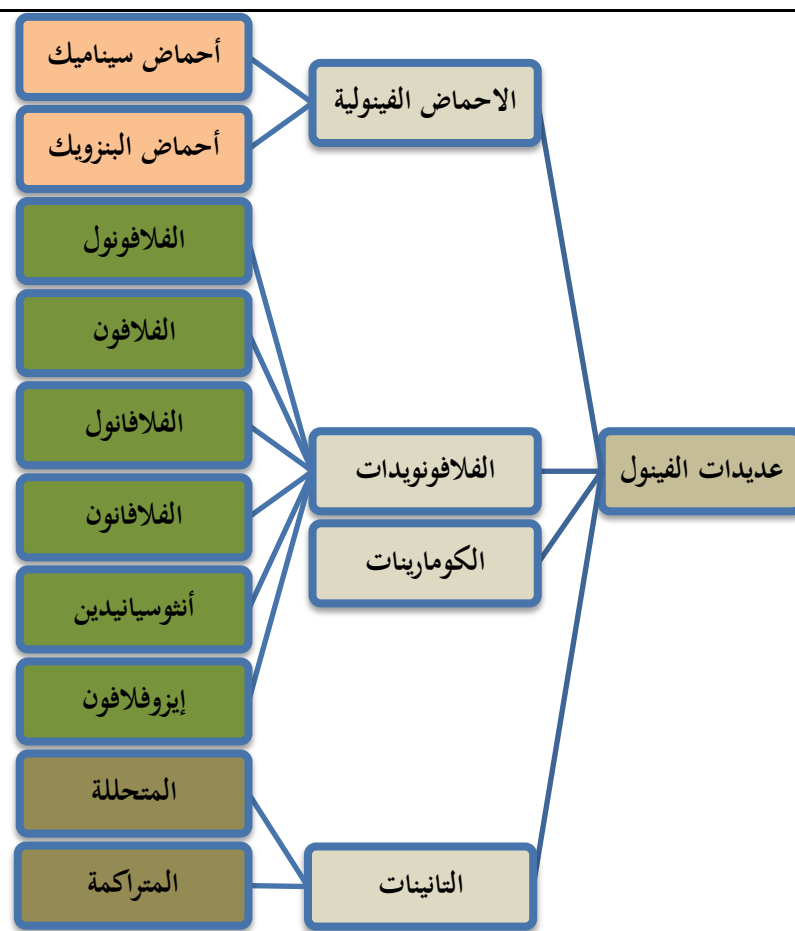 عديدات الفينول
الاحماض الفينولية
أحماض سيناميك
أحماض البنزويك
الفلافونويدات
الفلافونول
الفلافون
الفلافانول
الفلافانون
أنثوسيانيدين
إيزوفلافون
الكومارينات
التانينات
المتحللة
المتراكمة